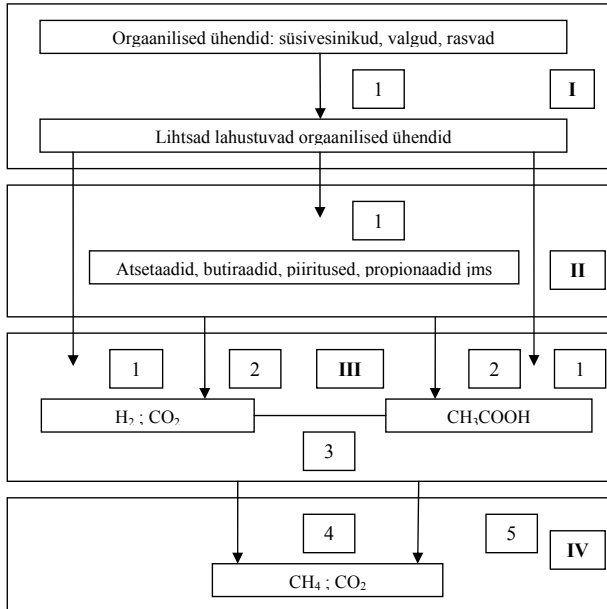 Orgaanilised ühendid: süsivesinikud, valgud, rasvad
1
I
Lihtsad lahustuvad orgaanilised ühendid
1
Atsetaadid, butiraadid, piiritused, propionaadid jms
II
1
2
III
2
1
H₂ ; CO₂
CH₃COOH
3
4
5
IV
CH₄ ; CO₂